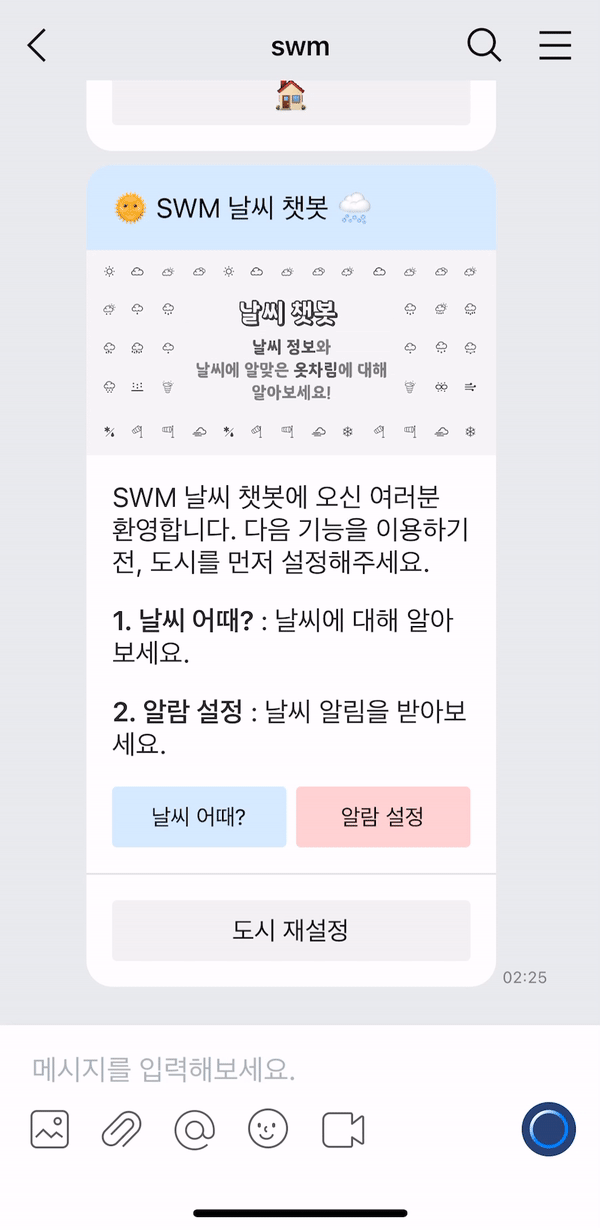 swm
SWM 날씨 챗봇
날씨 챗봇
날씨 정보와
날씨에 알맞은 옷차림에 대해
알아보세요!
SWM 날씨 챗봇에 오신 여러분
환영합니다. 다음 기능을 이용하기
전, 도시를 먼저 설정해주세요.
1. 날씨 어때? : 날씨에 대해 알아
보세요.
2. 알람 설정 : 날씨 알림을 받아보
세요.
날씨 어때?
알람 설정
도시 재설정
02:25
메시지를 입력해보세요.